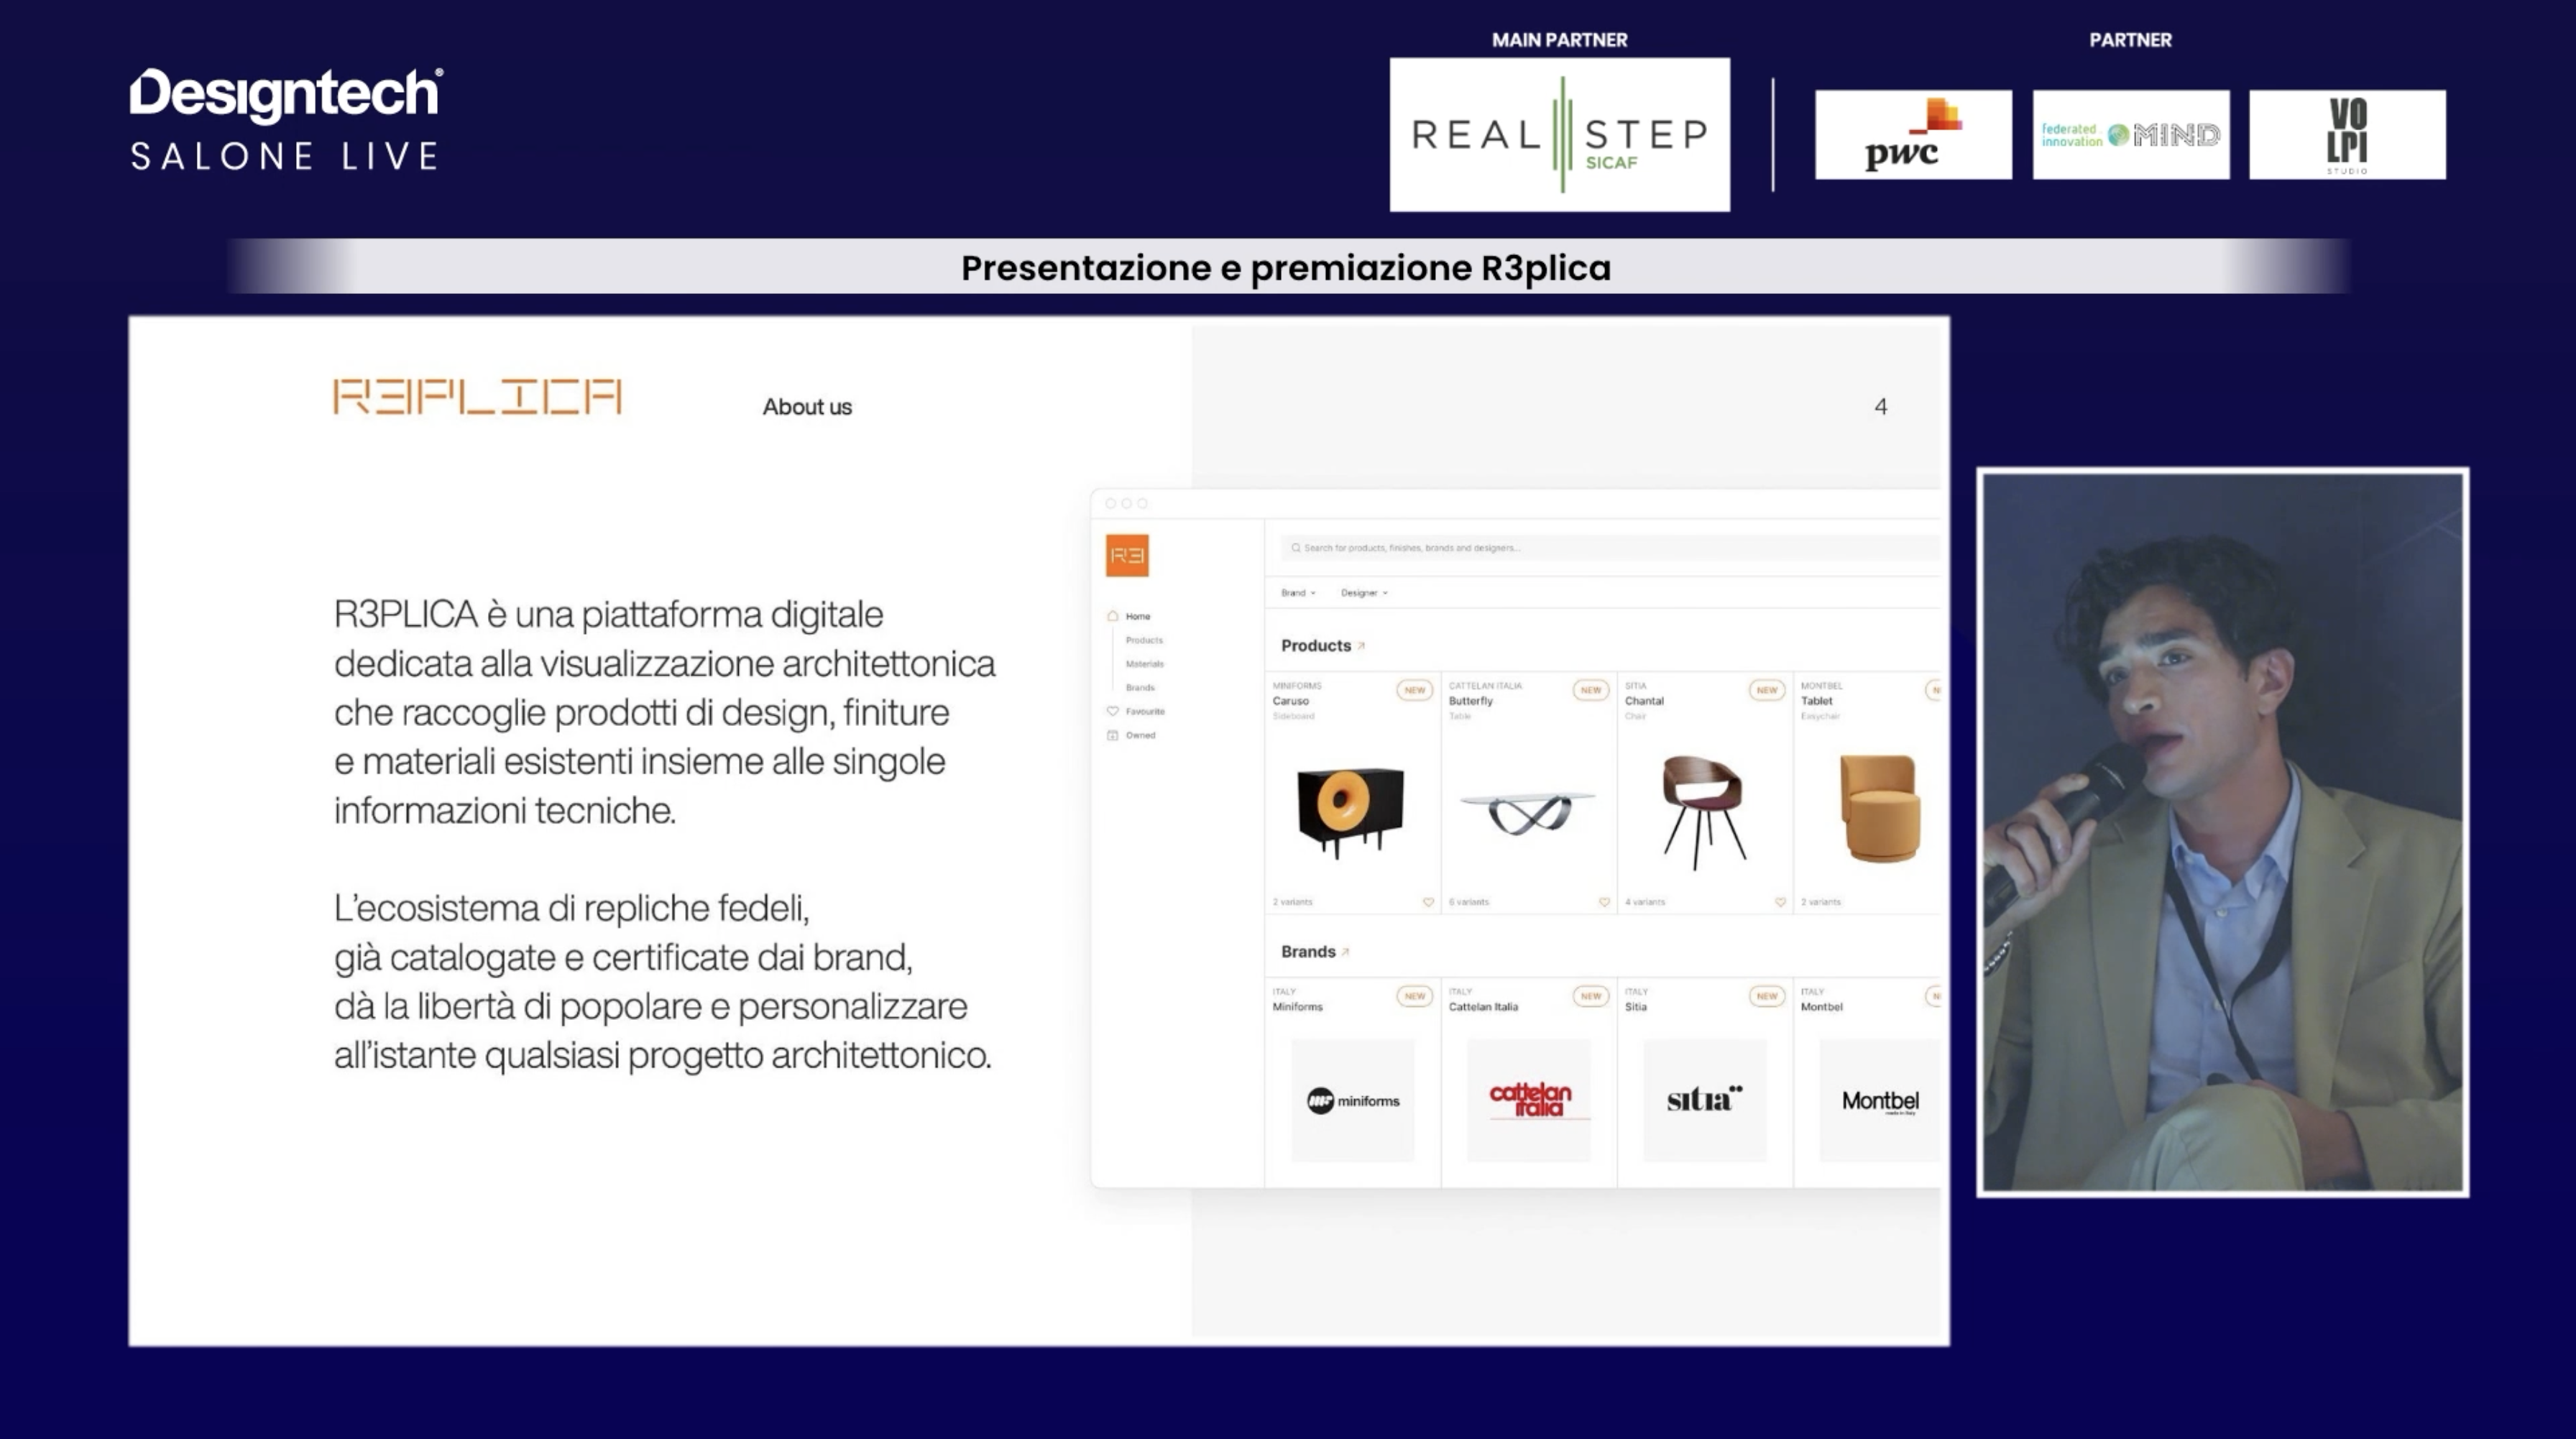 Designtech®
SALONE LIVE
MAIN PARTNER
REAL STEP
SICAF
PARTNER
pwc
federated innovation MIND
VO
LPI
STUDIO
Presentazione e premiazione R3plica
R3PLICA
About us
4
R3PLICA è una piattaforma digitale
dedicata alla visualizzazione architettonica
che raccoglie prodotti di design, finiture
e materiali esistenti insieme alle singole
informazioni tecniche.
L'ecosistema di repliche fedeli,
già catalogate e certificate dai brand,
dà la libertà di popolare e personalizzare
all'istante qualsiasi progetto architettonico.
R3
Search for products, finishes, brands and designers...
Brand
Designer
Home
Products
Materials
Brands
Favourite
Owned
Products
MINIFORMS
NEW
Caruso
Sideboard
2 variants
CATTELAN ITALIA
NEW
Butterfly
Table
6 variants
SITIA
NEW
Chantal
Chair
4 variants
MONTBEL
N
Tablet
Easychair
2 variants
Brands
ITALY
NEW
Miniforms
miniforms
ITALY
NEW
Cattelan Italia
cattelan
italia
ITALY
NEW
Sitia
sitia
ITALY
N
Montbel
Montbel
made in Italy